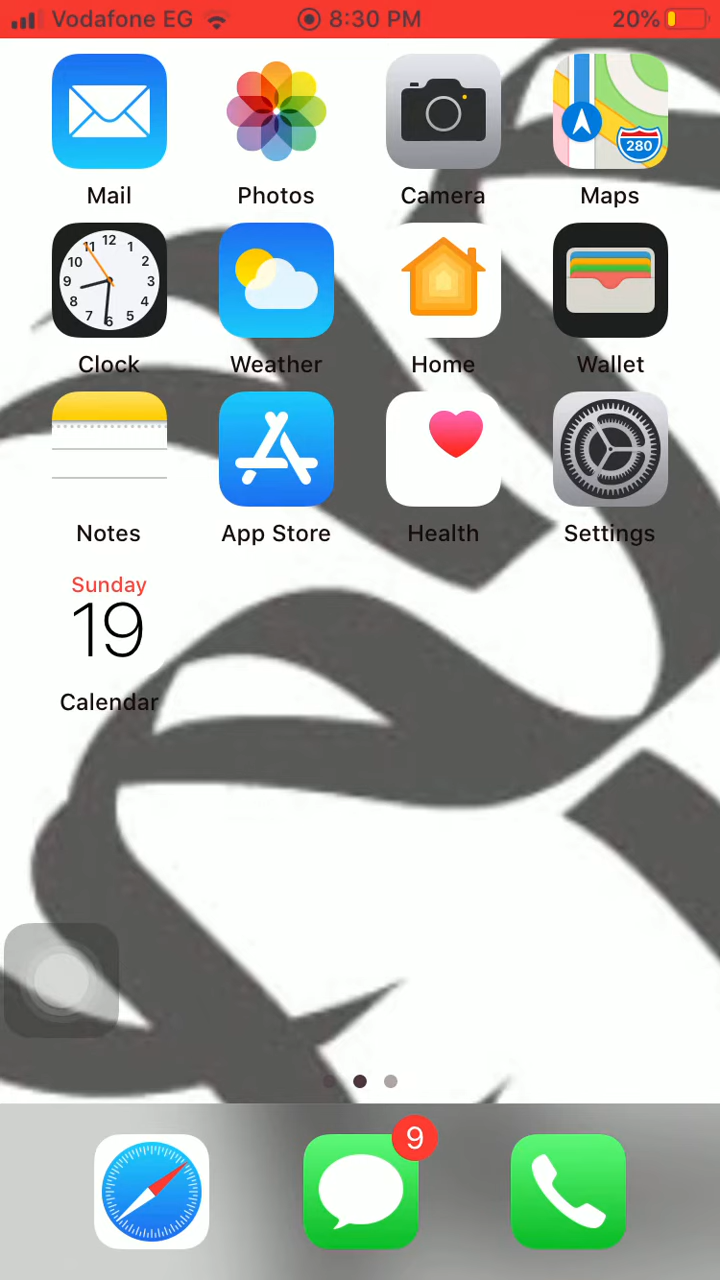 Vodafone EG 8:30 PM 20%
280
Mail Photos Camera Maps
12 1 2 3 4 5 6 7 8 9 10 11
Clock Weather Home Wallet
Notes App Store Health Settings
Sunday
19
Calendar
9